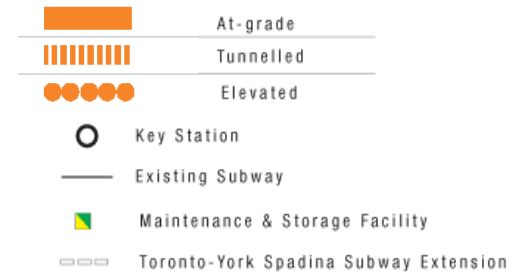 At-grade
Tunnelled
Elevated
Key Station
Existing Subway
Maintenance & Storage Facility
Toronto-York Spadina Subway Extension